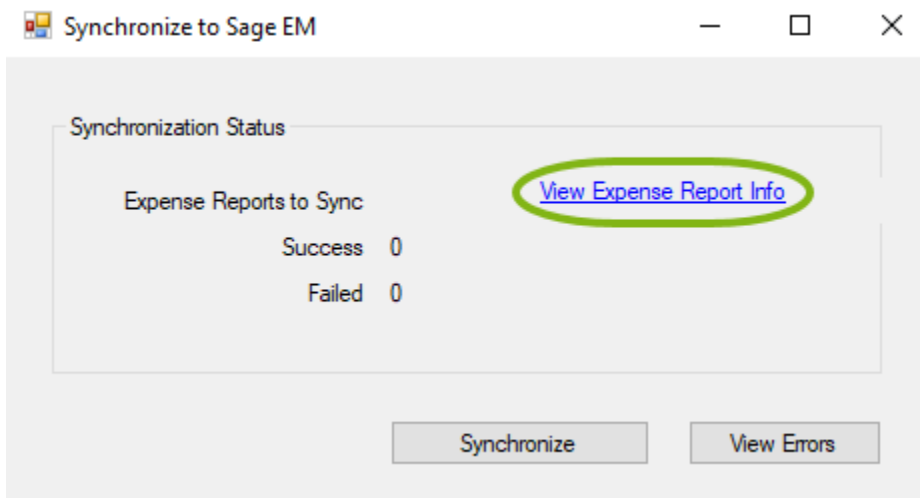 Synchronize to Sage EM
Synchronization Status
Expense Reports to Sync
View Expense Report Info
Success 0
Failed 0
Synchronize
View Errors